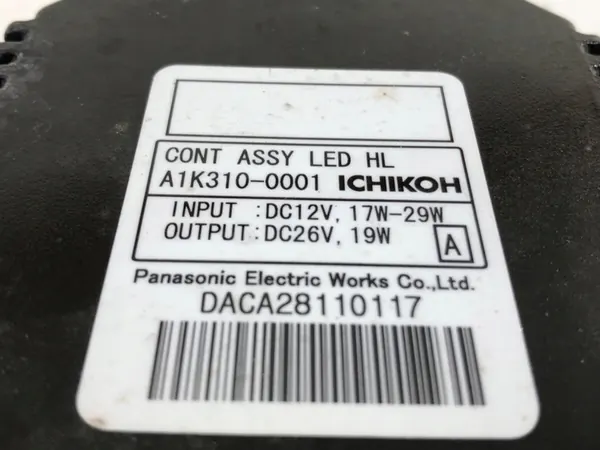 CONT ASSY LED HL
A1K310-0001 ICHIKOH
INPUT :DC12V, 17W-29W
OUTPUT:DC26V, 19W A
Panasonic Electric Works Co.,Ltd.
DACA28110117